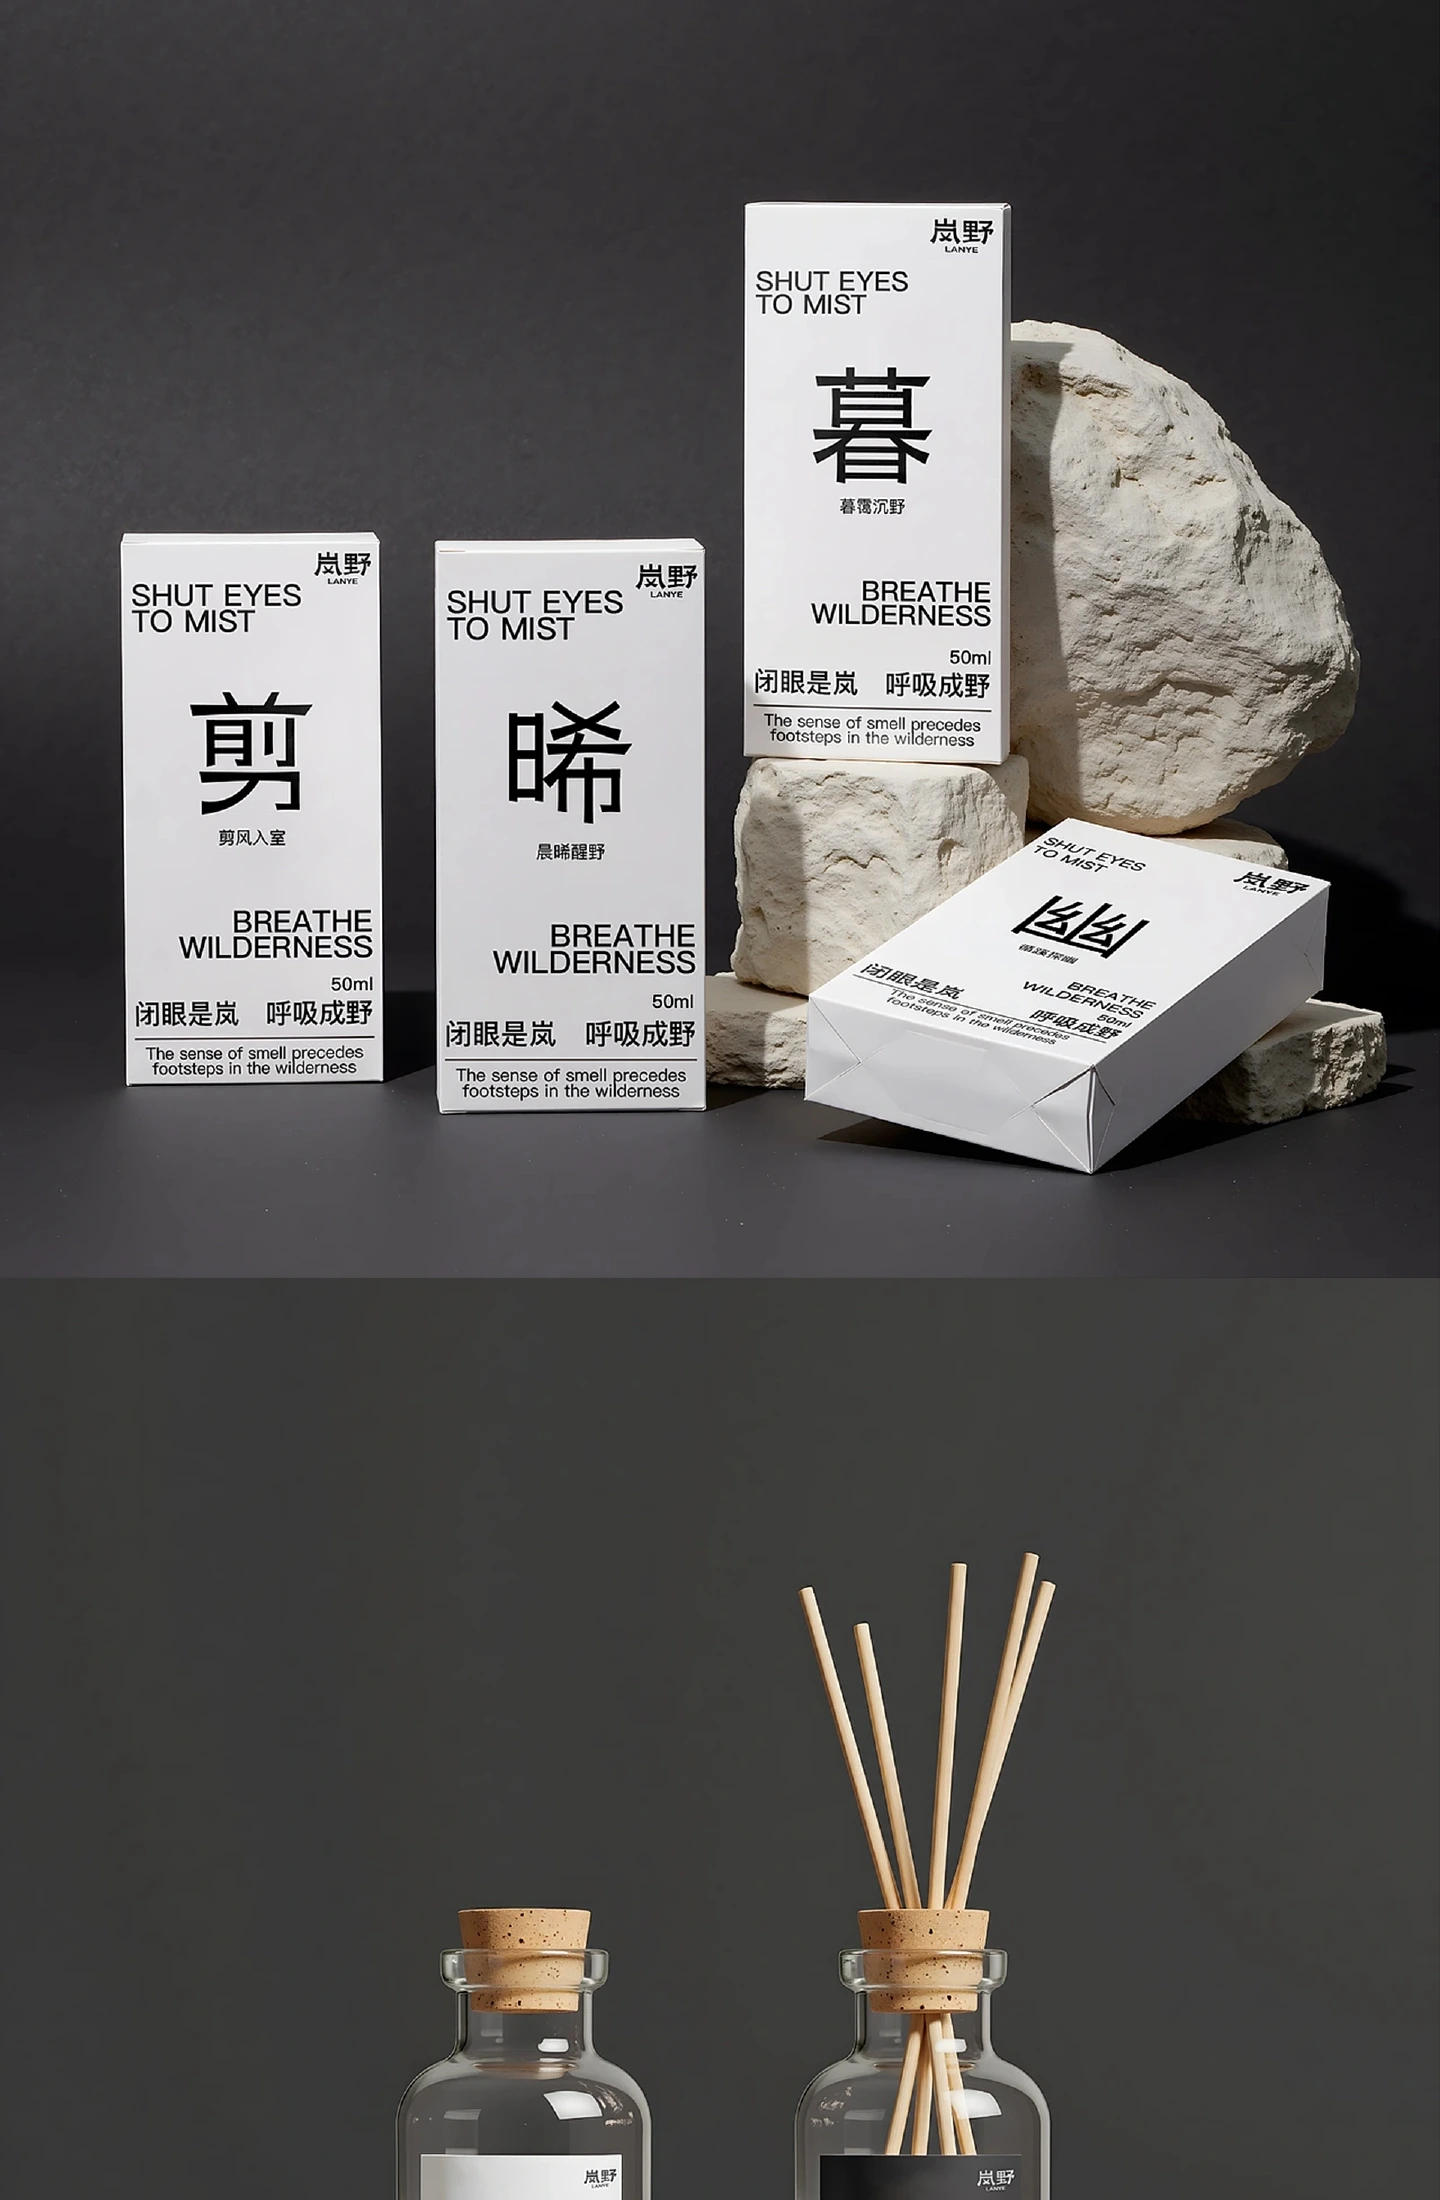 岚野
LANYE
SHUT EYES
TO MIST
剪
剪风入室
BREATHE
WILDERNESS
50ml
闭眼是岚 呼吸成野
The sense of smell precedes
footsteps in the wilderness
岚野
LANYE
SHUT EYES
TO MIST
晞
晨晞醒野
BREATHE
WILDERNESS
50ml
闭眼是岚 呼吸成野
The sense of smell precedes
footsteps in the wilderness
岚野
LANYE
SHUT EYES
TO MIST
暮
暮霭沉野
BREATHE
WILDERNESS
50ml
闭眼是岚 呼吸成野
The sense of smell precedes
footsteps in the wilderness
SHUT EYES
TO MIST
岚野
LANYE
幽
循溪探幽
BREATHE
WILDERNESS
50ml
闭眼是岚 呼吸成野
The sense of smell precedes
footsteps in the wilderness
岚野
LANYE
岚野
LANYE